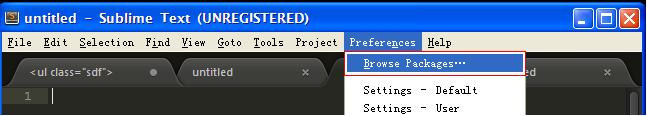 untitled - Sublime Text (UNREGISTERED)
File Edit Selection Find View Goto Tools Project Preferences Help
<ul class="sdf"> untitled ed
Browse Packages…
1
Settings - Default
Settings - User